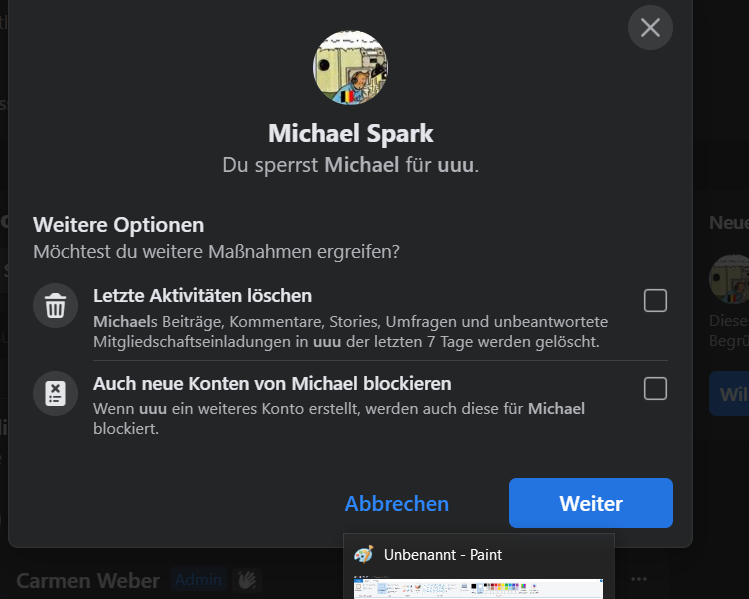 Michael Spark
Du sperrst Michael für uuu.
Weitere Optionen
Möchtest du weitere Maßnahmen ergreifen?
Letzte Aktivitäten löschen
Michaels Beiträge, Kommentare, Stories, Umfragen und unbeantwortete
Mitgliedschaftseinladungen in uuu der letzten 7 Tage werden gelöscht.
Auch neue Konten von Michael blockieren
Wenn uuu ein weiteres Konto erstellt, werden auch diese für Michael
blockiert.
Abbrechen
Weiter
Neue
Diese
Begrü
Wil
Unbenannt - Paint
Carmen Weber
Admin